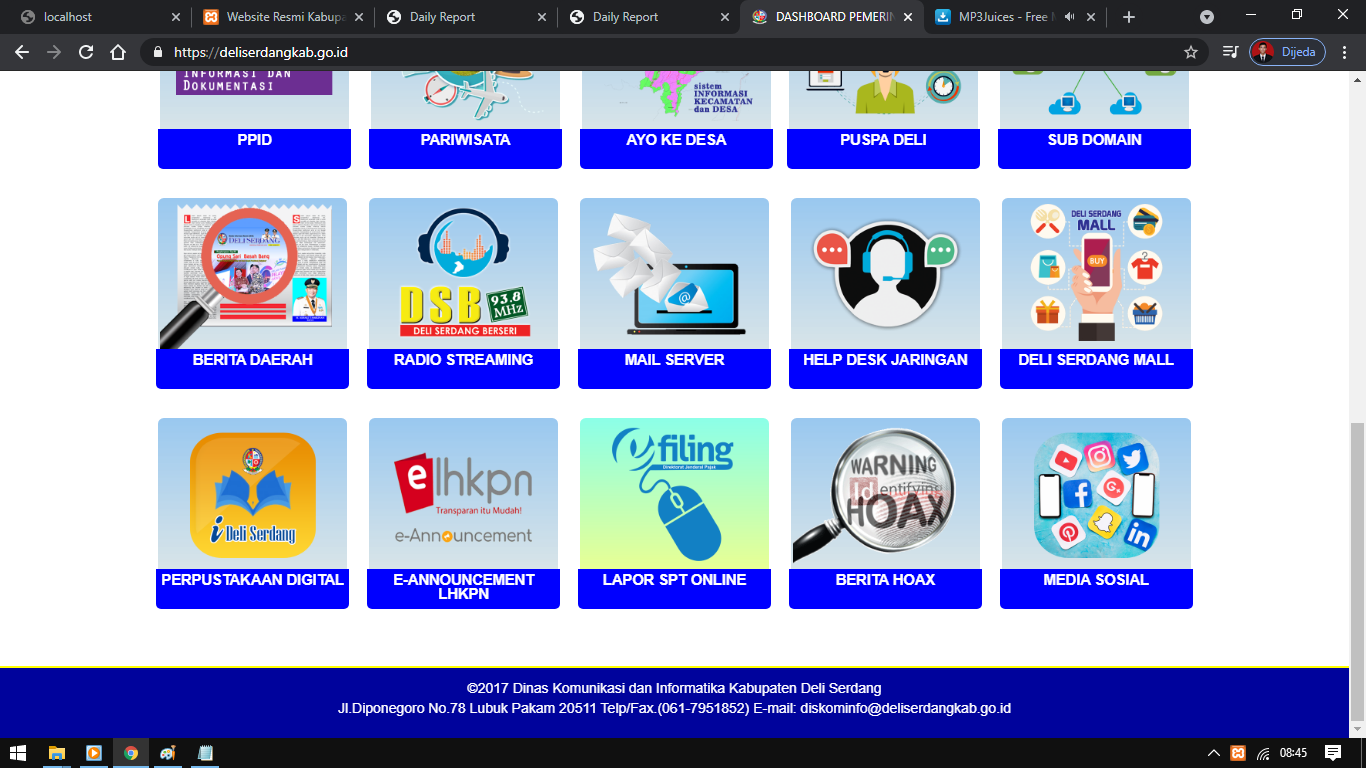 localhost
Website Resmi Kabupa
Daily Report
Daily Report
DASHBOARD PEMERIN
MP3Juices - Free M
https://deliserdangkab.go.id
Dijeda
INFORMASI DAN
DOKUMENTASI
sistem
INFORMASI
KECAMATAN
dan DESA
PPID
PARIWISATA
AYO KE DESA
PUSPA DELI
SUB DOMAIN
DELI SERDANG
DSB
93.8
MHz
DELI SERDANG BERSERI
@
DELI SERDANG
MALL
BUY
BERITA DAERAH
RADIO STREAMING
MAIL SERVER
HELP DESK JARINGAN
DELI SERDANG MALL
i Deli Serdang
elhkpn
Transparan itu Mudah!
e-Announcement
e filing
Direktorat Jenderal Pajak
WARNING
Identifying
HOAX
PERPUSTAKAAN DIGITAL
E-ANNOUNCEMENT
LHKPN
LAPOR SPT ONLINE
BERITA HOAX
MEDIA SOSIAL
©2017 Dinas Komunikasi dan Informatika Kabupaten Deli Serdang
Jl.Diponegoro No.78 Lubuk Pakam 20511 Telp/Fax.(061-7951852) E-mail: diskominfo@deliserdangkab.go.id
08:45